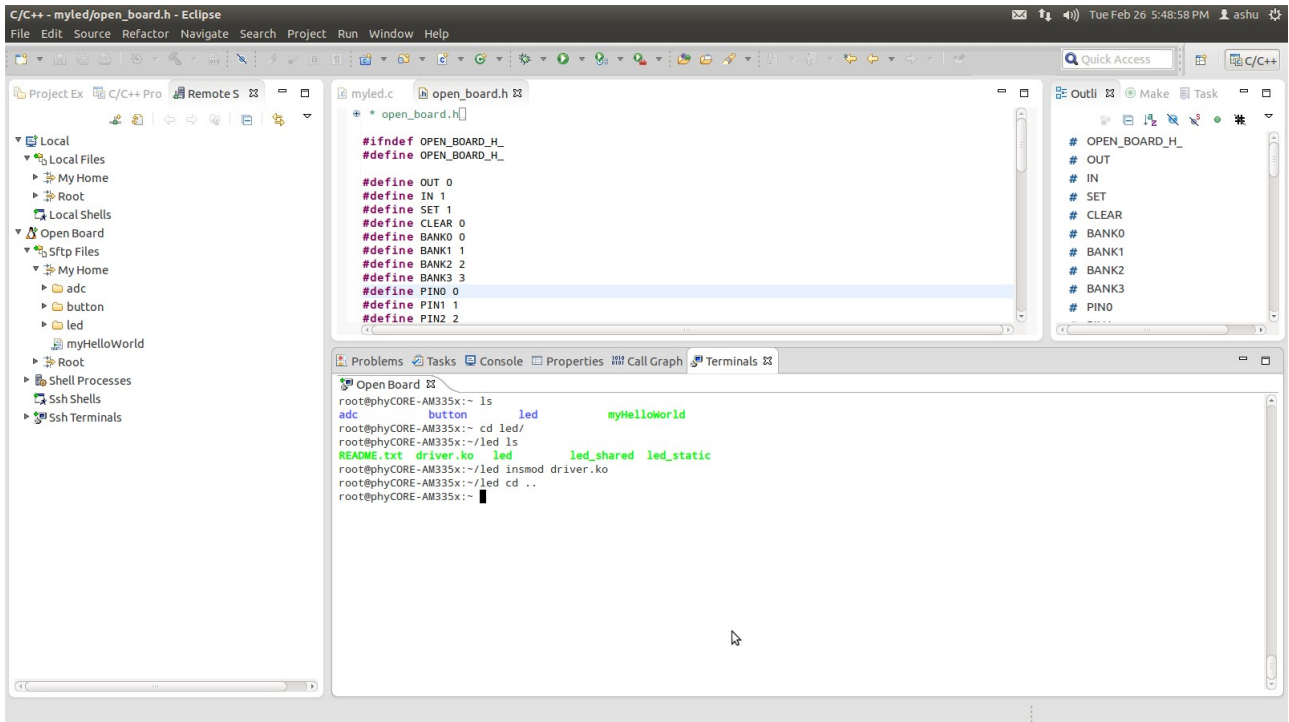 C/C++ - myled/open_board.h - Eclipse
Tue Feb 26 5:48:58 PM ashu
File Edit Source Refactor Navigate Search Project Run Window Help
Quick Access
C/C++
Project Ex C/C++ Pro Remote S
Local
Local Files
My Home
Root
Local Shells
Open Board
Sftp Files
My Home
adc
button
led
myHelloWorld
Root
Shell Processes
Ssh Shells
Ssh Terminals
myled.c open_board.h
* open_board.h
#ifndef OPEN_BOARD_H_
#define OPEN_BOARD_H_
#define OUT 0
#define IN 1
#define SET 1
#define CLEAR 0
#define BANK0 0
#define BANK1 1
#define BANK2 2
#define BANK3 3
#define PIN0 0
#define PIN1 1
#define PIN2 2
Outli Make Task
# OPEN_BOARD_H_
# OUT
# IN
# SET
# CLEAR
# BANK0
# BANK1
# BANK2
# BANK3
# PIN0
Problems Tasks Console Properties Call Graph Terminals
Open Board
root@phyCORE-AM335x:~ ls
adc button led myHelloWorld
root@phyCORE-AM335x:~ cd led/
root@phyCORE-AM335x:~/led ls
README.txt driver.ko led led_shared led_static
root@phyCORE-AM335x:~/led insmod driver.ko
root@phyCORE-AM335x:~/led cd ..
root@phyCORE-AM335x:~